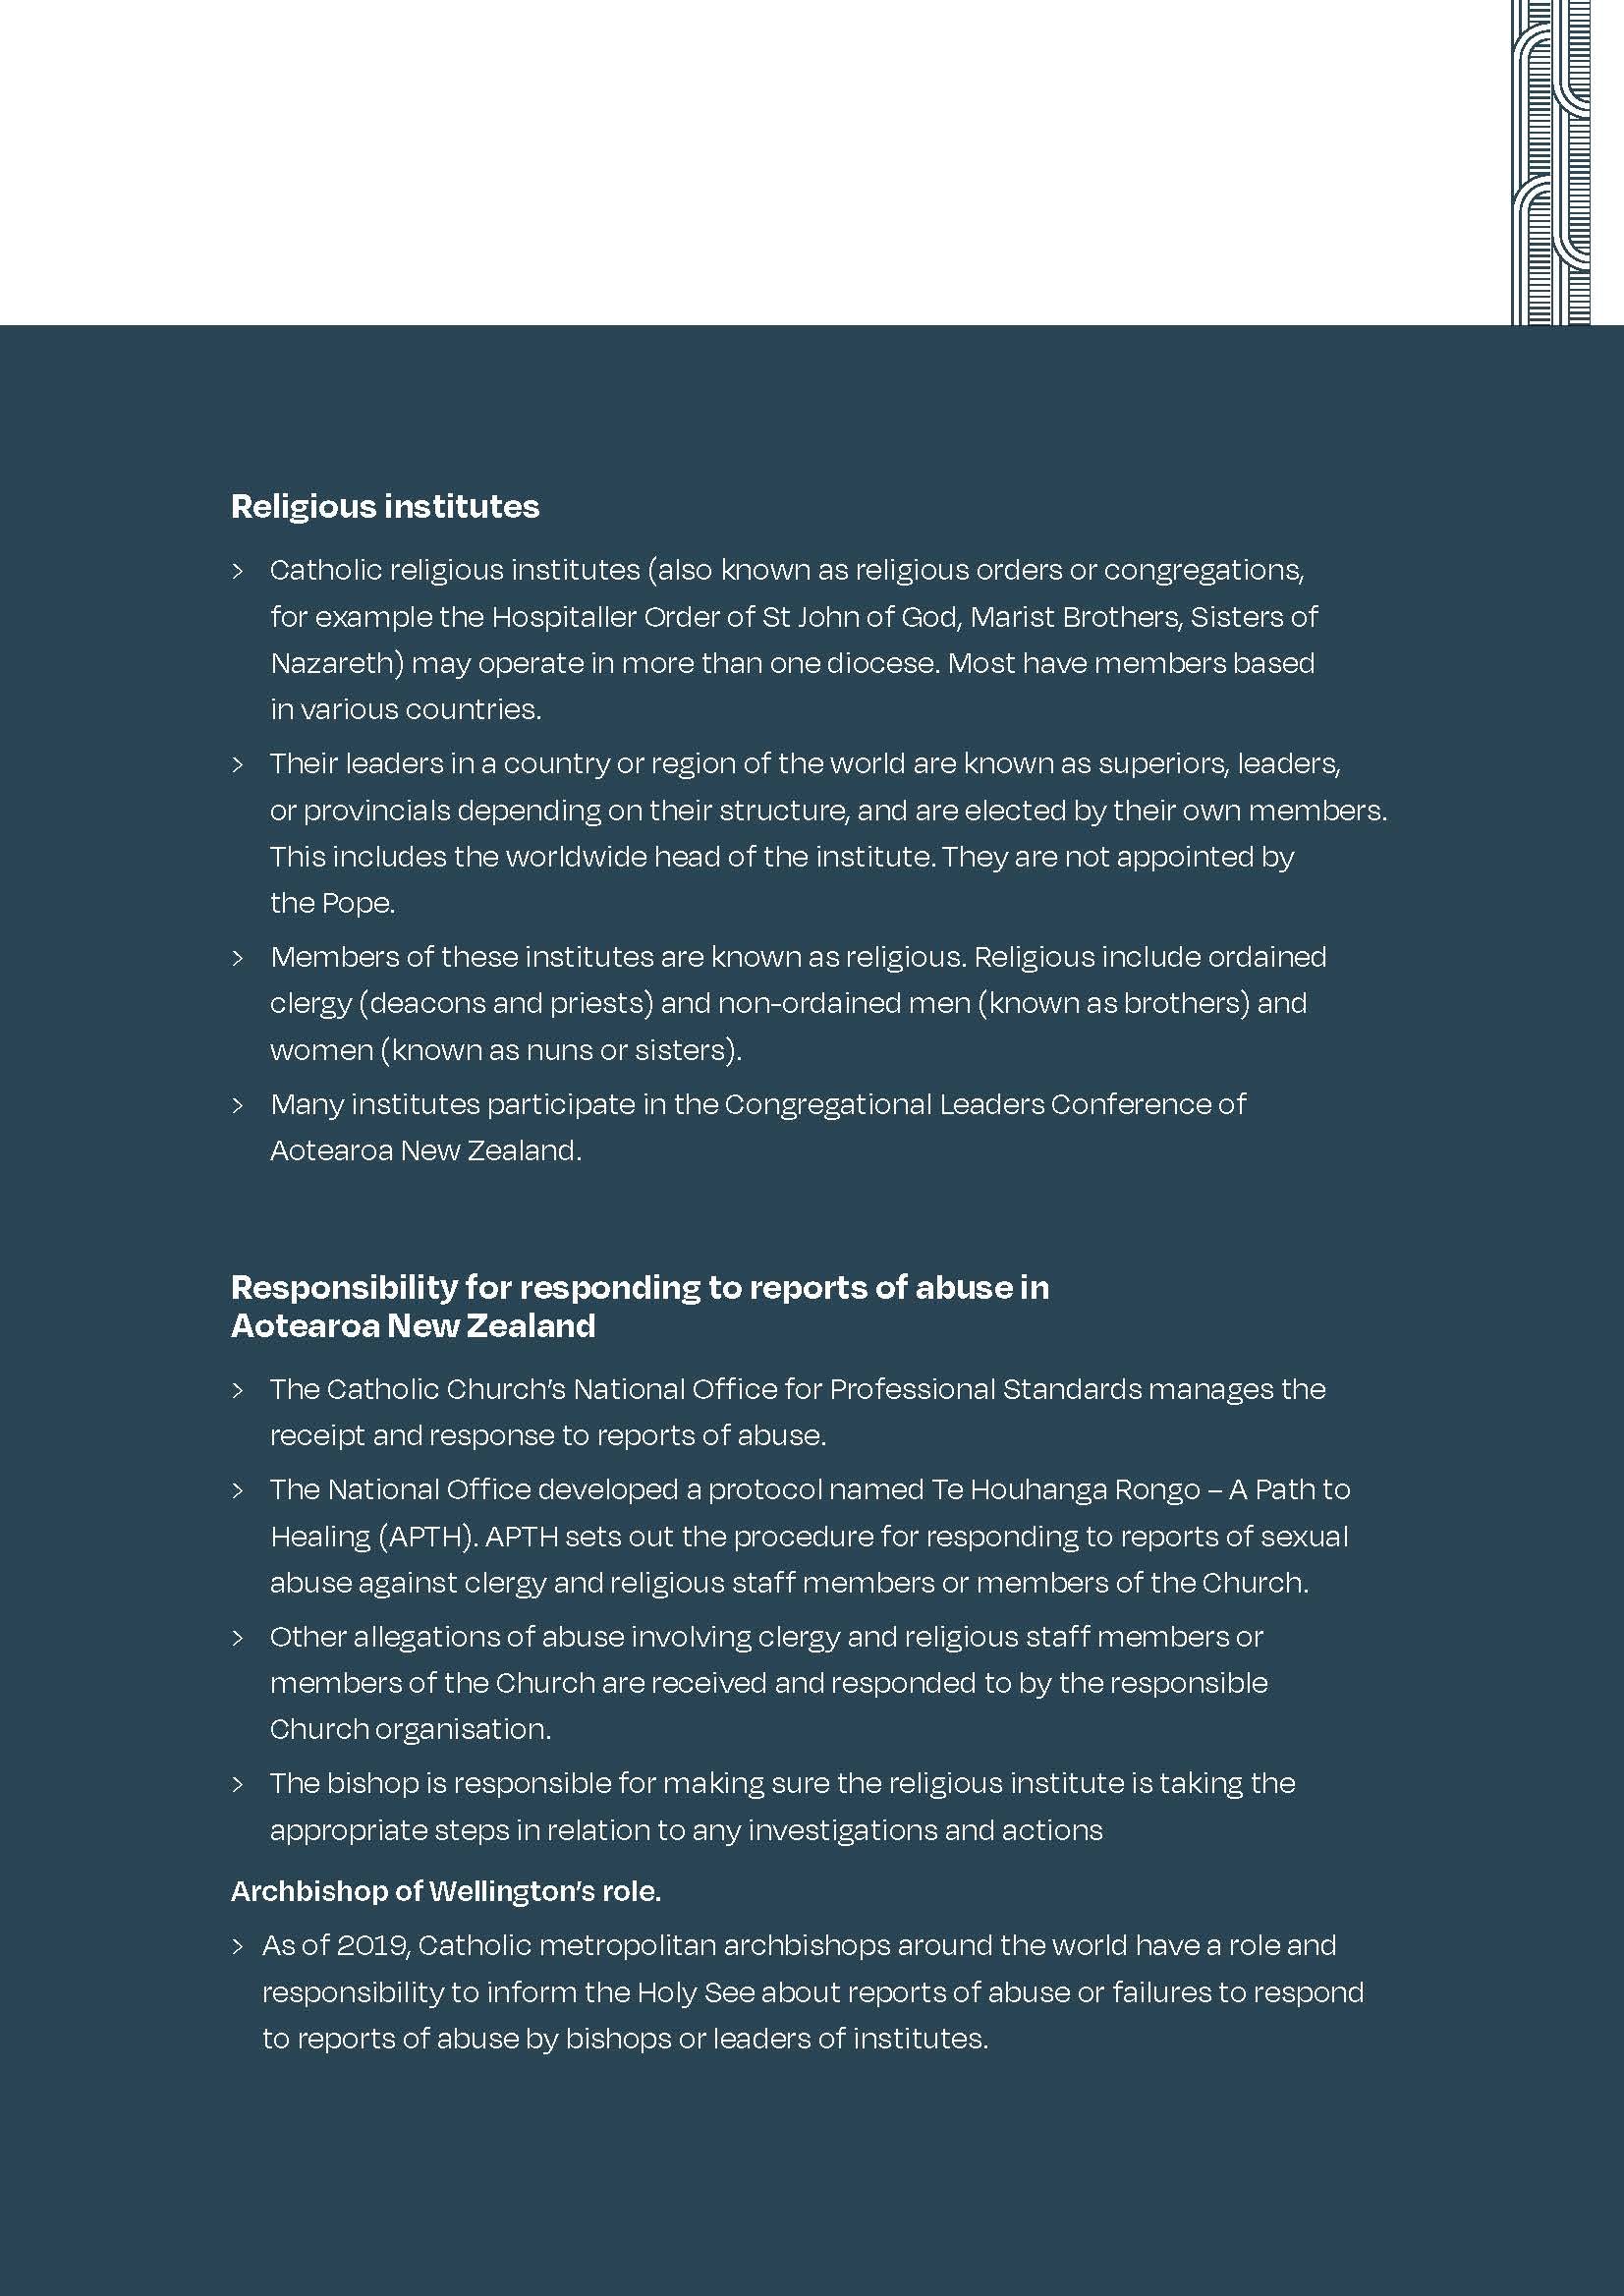 Religious institutes
> Catholic religious institutes (also known as religious orders or congregations,
for example the Hospitaller Order of St John of God, Marist Brothers, Sisters of
Nazareth) may operate in more than one diocese. Most have members based
in various countries.
> Their leaders in a country or region of the world are known as superiors, leaders,
or provincials depending on their structure, and are elected by their own members.
This includes the worldwide head of the institute. They are not appointed by
the Pope.
> Members of these institutes are known as religious. Religious include ordained
clergy (deacons and priests) and non-ordained men (known as brothers) and
women (known as nuns or sisters).
> Many institutes participate in the Congregational Leaders Conference of
Aotearoa New Zealand.
Responsibility for responding to reports of abuse in
Aotearoa New Zealand
> The Catholic Church’s National Office for Professional Standards manages the
receipt and response to reports of abuse.
> The National Office developed a protocol named Te Houhanga Rongo – A Path to
Healing (APTH). APTH sets out the procedure for responding to reports of sexual
abuse against clergy and religious staff members or members of the Church.
> Other allegations of abuse involving clergy and religious staff members or
members of the Church are received and responded to by the responsible
Church organisation.
> The bishop is responsible for making sure the religious institute is taking the
appropriate steps in relation to any investigations and actions
Archbishop of Wellington’s role.
> As of 2019, Catholic metropolitan archbishops around the world have a role and
responsibility to inform the Holy See about reports of abuse or failures to respond
to reports of abuse by bishops or leaders of institutes.